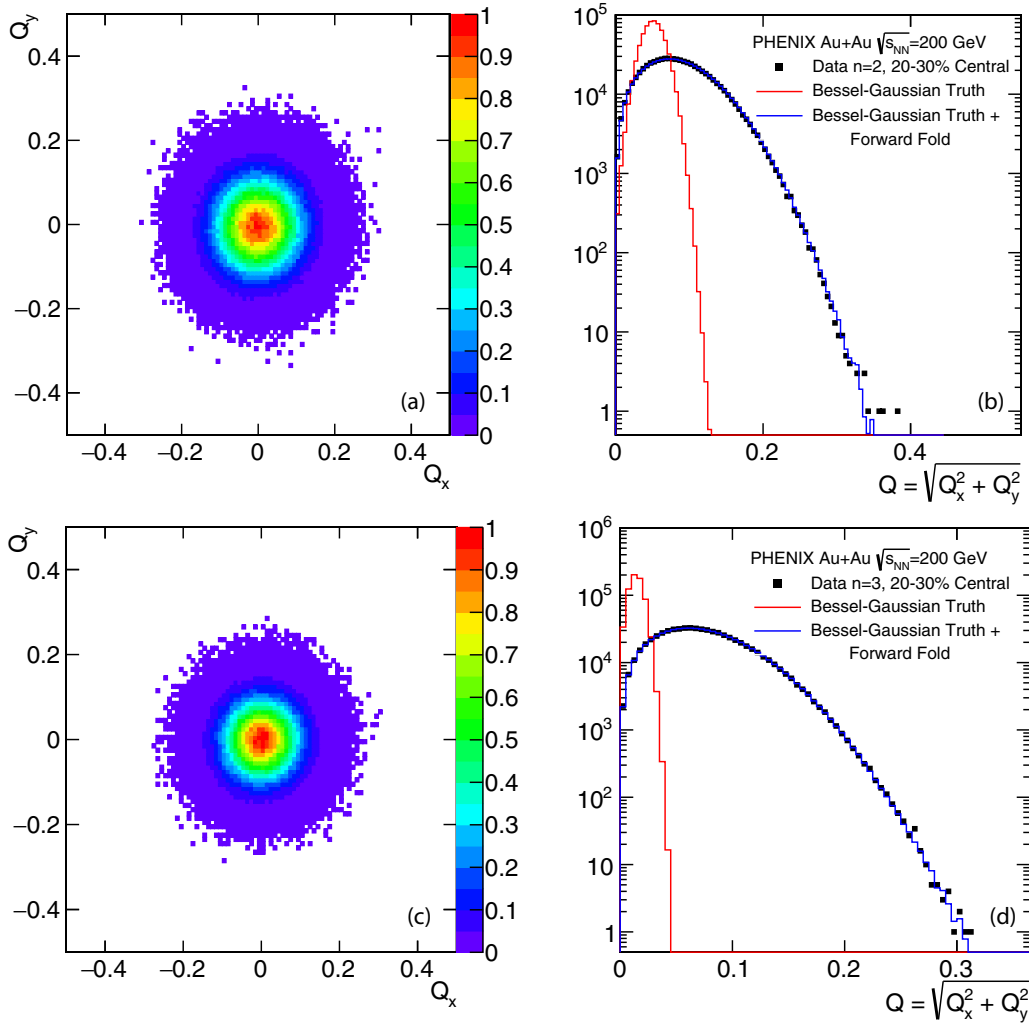 Q_y
0.4
0.2
0
−0.2
−0.4
−0.4 −0.2 0 0.2 0.4
Q_x
(a)
1
0.9
0.8
0.7
0.6
0.5
0.4
0.3
0.2
0.1
0
10^5
10^4
10^3
10^2
10
1
PHENIX Au+Au √s_NN=200 GeV
Data n=2, 20-30% Central
Bessel-Gaussian Truth
Bessel-Gaussian Truth +
Forward Fold
(b)
0 0.2 0.4
Q = √Q_x^2 + Q_y^2
Q_y
0.4
0.2
0
−0.2
−0.4
−0.4 −0.2 0 0.2 0.4
Q_x
(c)
1
0.9
0.8
0.7
0.6
0.5
0.4
0.3
0.2
0.1
0
10^6
10^5
10^4
10^3
10^2
10
1
PHENIX Au+Au √s_NN=200 GeV
Data n=3, 20-30% Central
Bessel-Gaussian Truth
Bessel-Gaussian Truth +
Forward Fold
(d)
0 0.1 0.2 0.3
Q = √Q_x^2 + Q_y^2